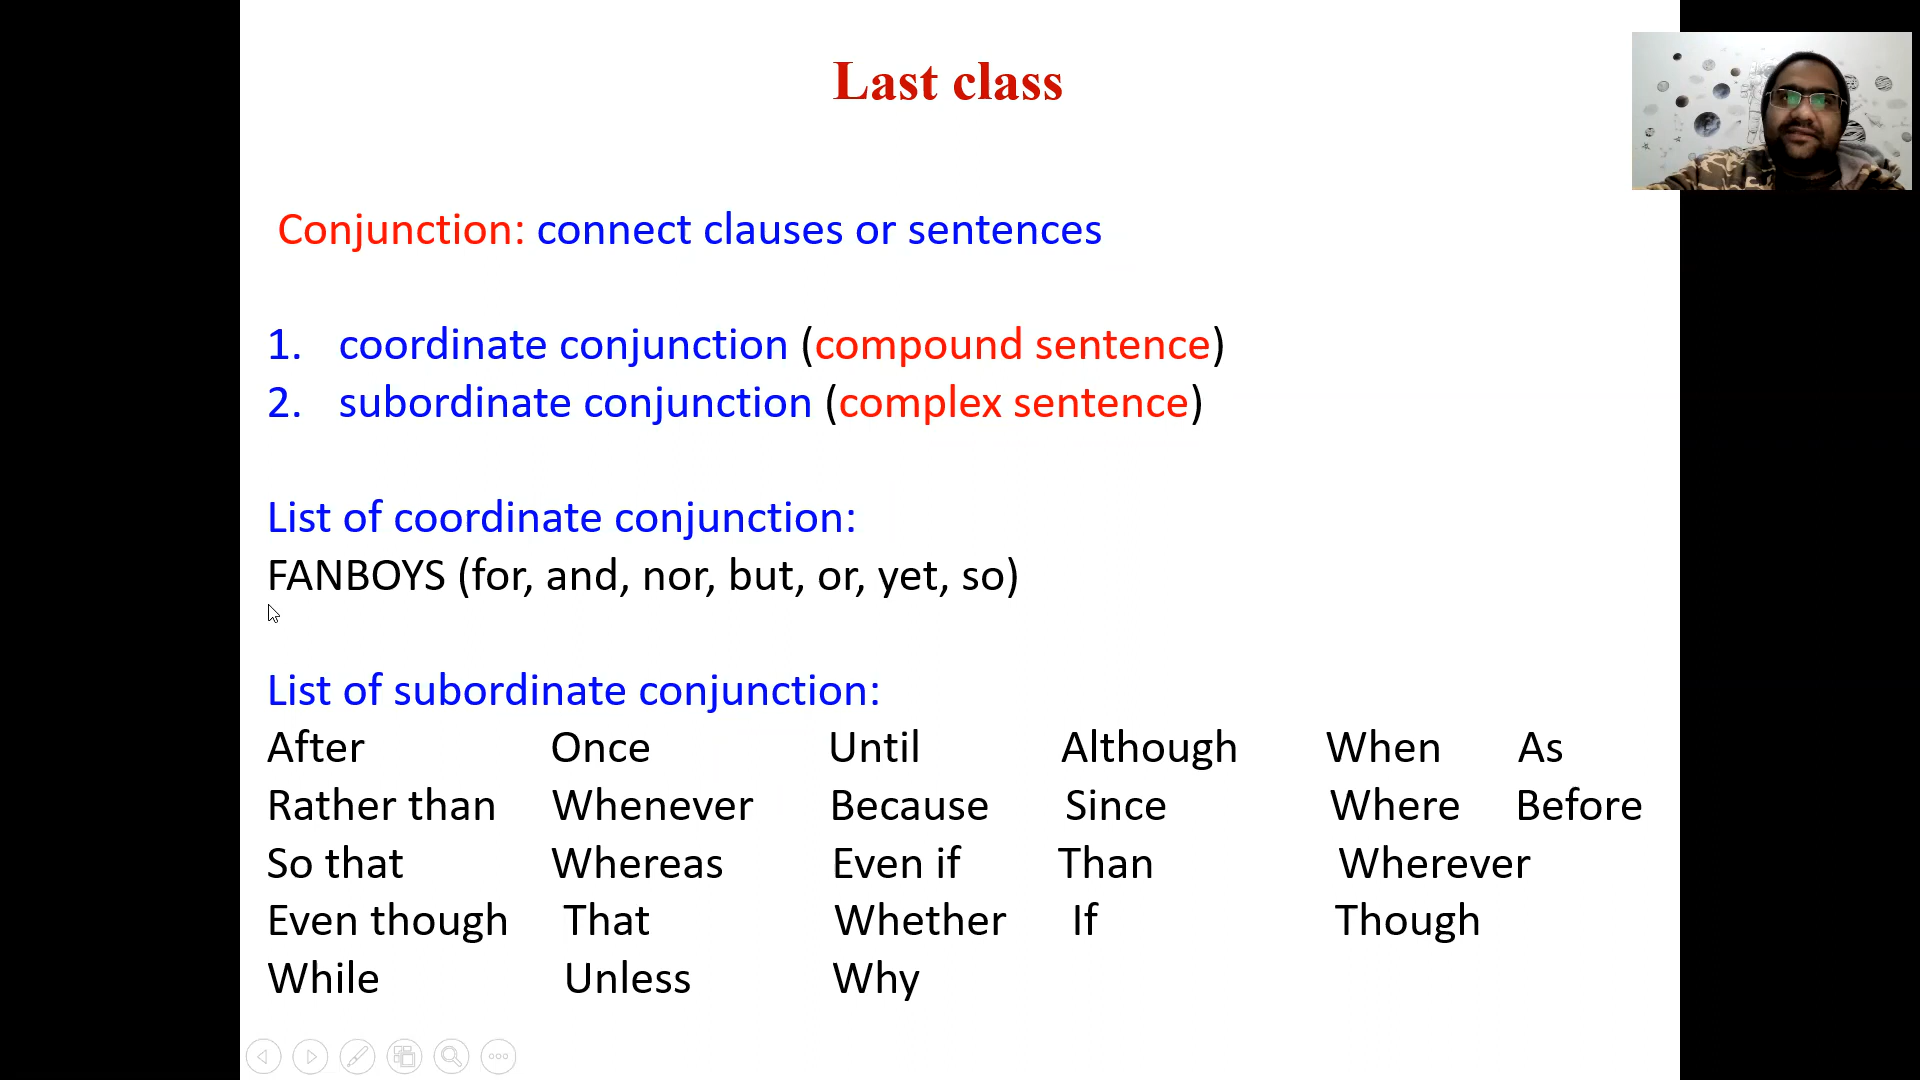 Last class
Conjunction: connect clauses or sentences
1. coordinate conjunction (compound sentence)
2. subordinate conjunction (complex sentence)
List of coordinate conjunction:
FANBOYS (for, and, nor, but, or, yet, so)
List of subordinate conjunction:
After Once Until Although When As
Rather than Whenever Because Since Where Before
So that Whereas Even if Than Wherever
Even though That Whether If Though
While Unless Why